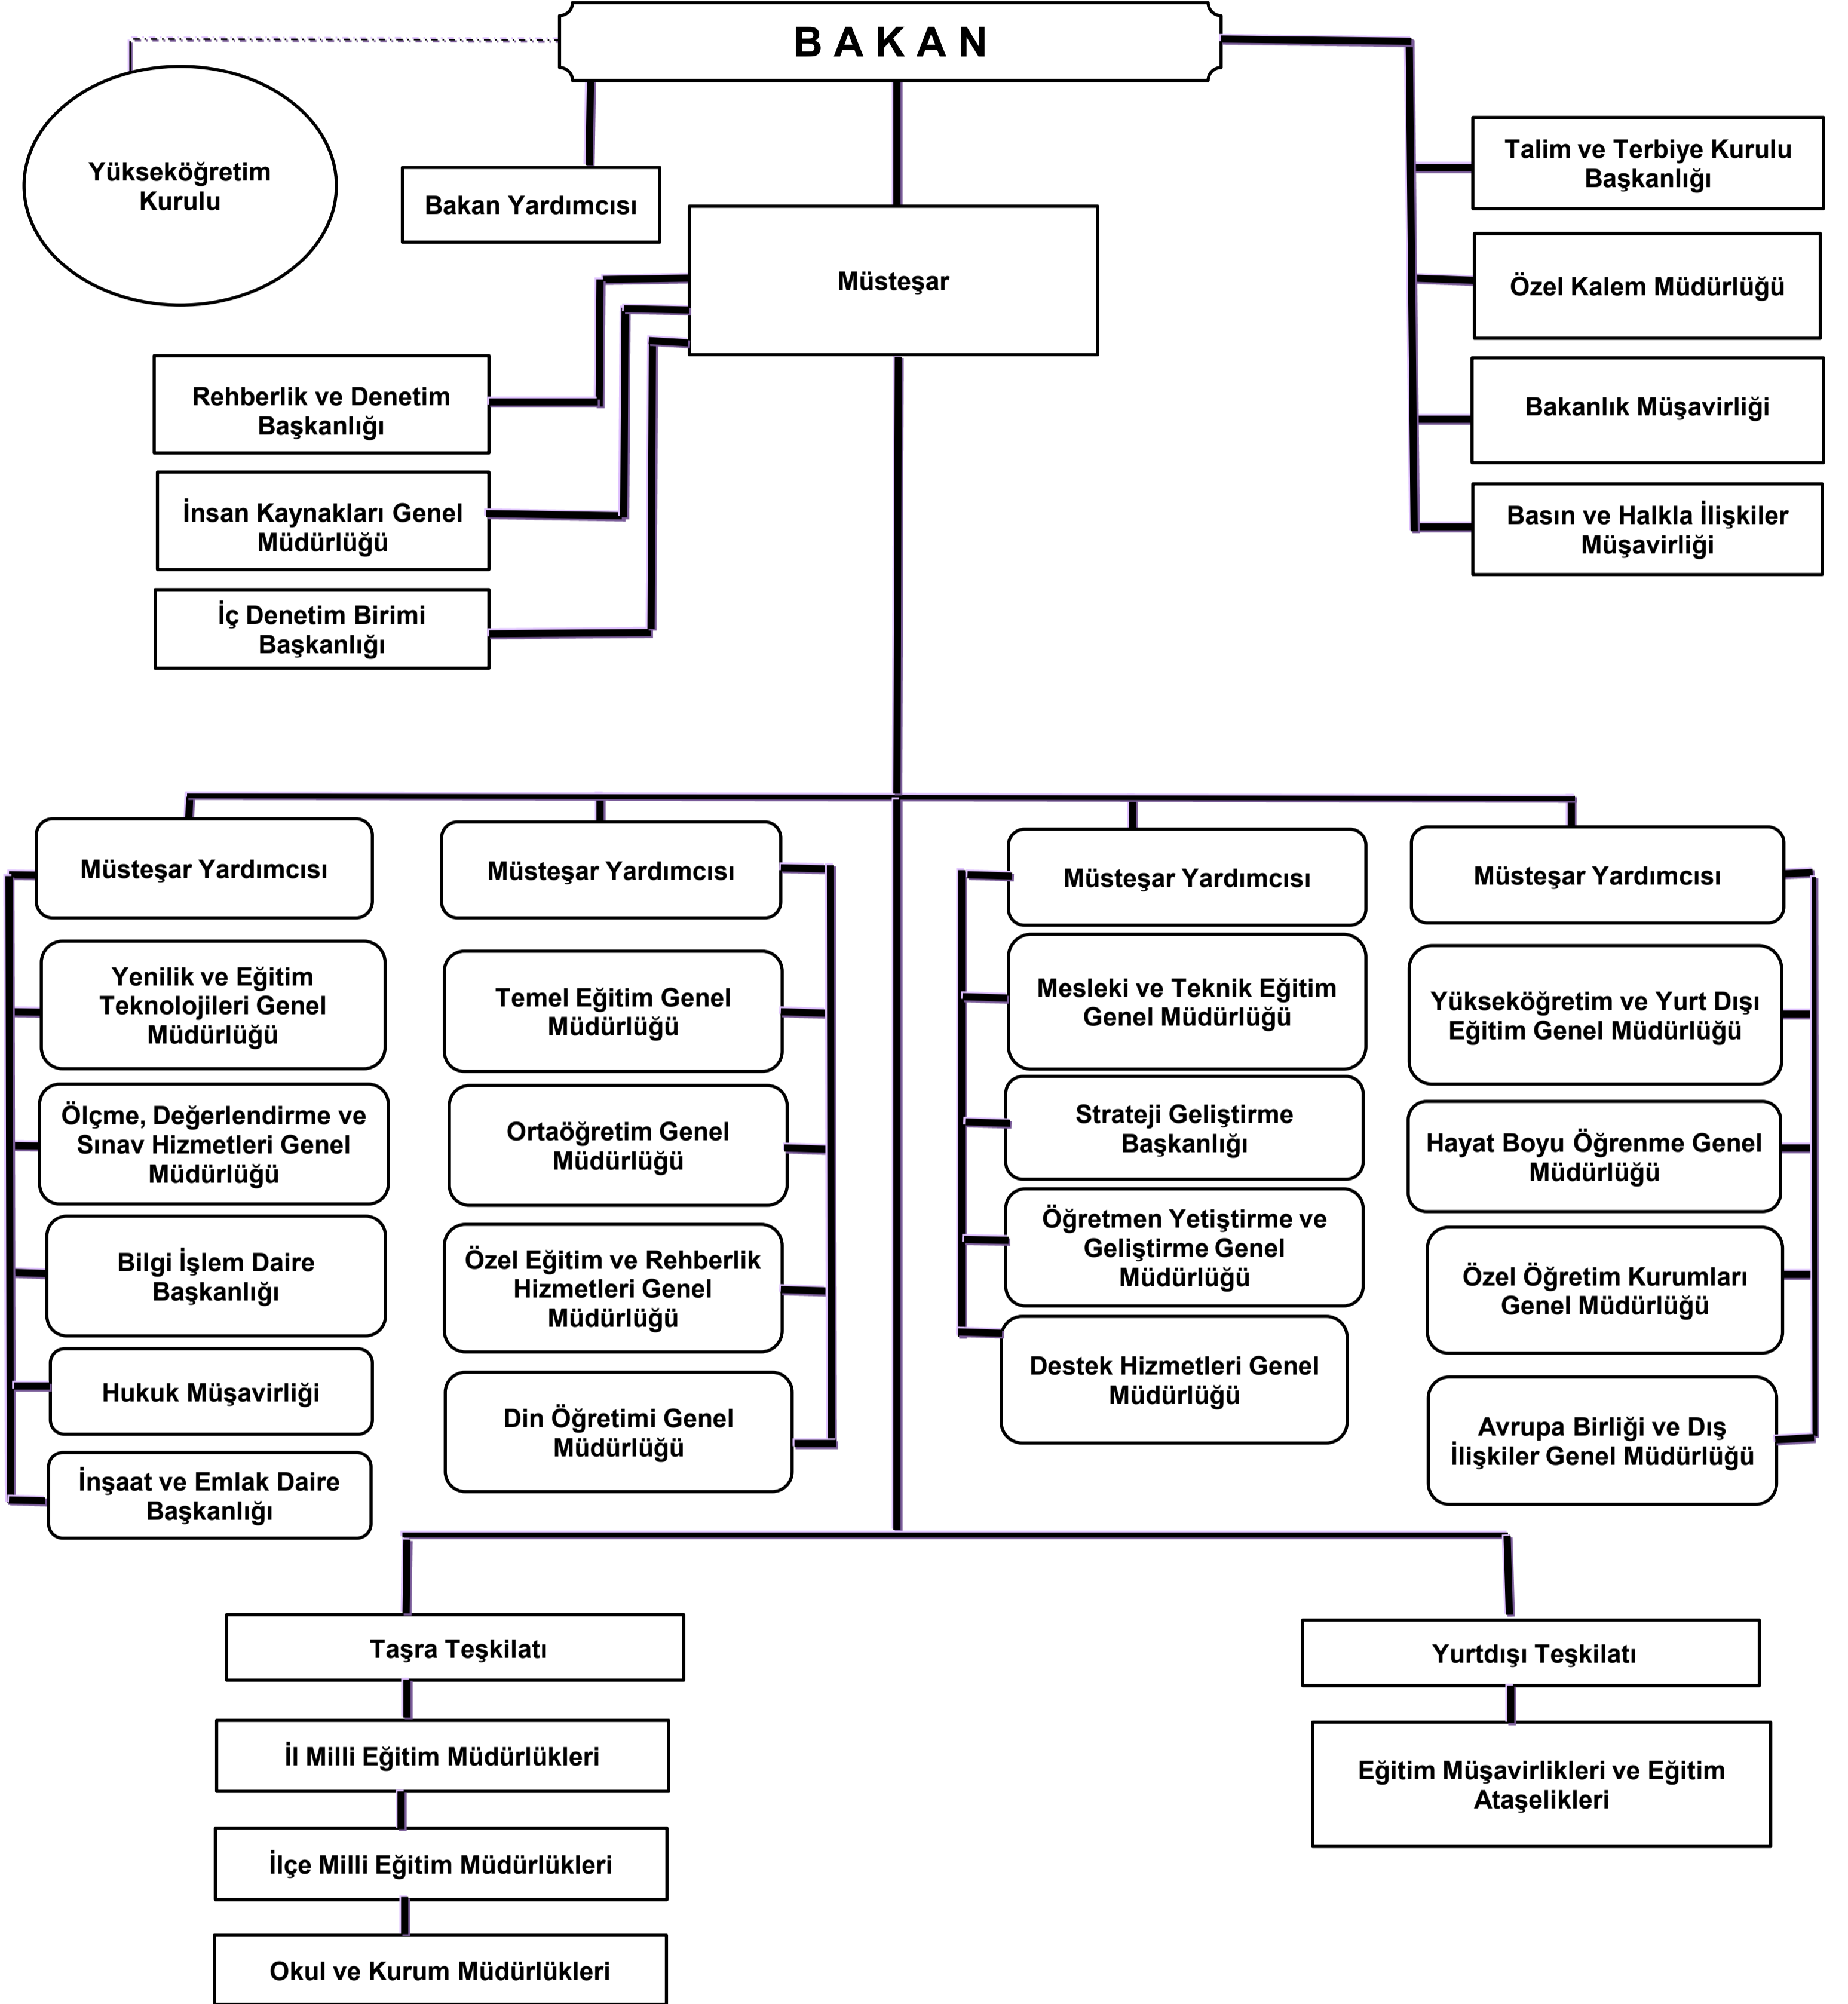 B A K A N
Yükseköğretim
Kurulu
Bakan Yardımcısı
Müsteşar
Talim ve Terbiye Kurulu
Başkanlığı
Özel Kalem Müdürlüğü
Bakanlık Müşavirliği
Basın ve Halkla İlişkiler
Müşavirliği
Rehberlik ve Denetim
Başkanlığı
İnsan Kaynakları Genel
Müdürlüğü
İç Denetim Birimi
Başkanlığı
Müsteşar Yardımcısı
Yenilik ve Eğitim
Teknolojileri Genel
Müdürlüğü
Ölçme, Değerlendirme ve
Sınav Hizmetleri Genel
Müdürlüğü
Bilgi İşlem Daire
Başkanlığı
Hukuk Müşavirliği
İnşaat ve Emlak Daire
Başkanlığı
Müsteşar Yardımcısı
Temel Eğitim Genel
Müdürlüğü
Ortaöğretim Genel
Müdürlüğü
Özel Eğitim ve Rehberlik
Hizmetleri Genel
Müdürlüğü
Din Öğretimi Genel
Müdürlüğü
Müsteşar Yardımcısı
Mesleki ve Teknik Eğitim
Genel Müdürlüğü
Strateji Geliştirme
Başkanlığı
Öğretmen Yetiştirme ve
Geliştirme Genel
Müdürlüğü
Destek Hizmetleri Genel
Müdürlüğü
Müsteşar Yardımcısı
Yükseköğretim ve Yurt Dışı
Eğitim Genel Müdürlüğü
Hayat Boyu Öğrenme Genel
Müdürlüğü
Özel Öğretim Kurumları
Genel Müdürlüğü
Avrupa Birliği ve Dış
İlişkiler Genel Müdürlüğü
Taşra Teşkilatı
İl Milli Eğitim Müdürlükleri
İlçe Milli Eğitim Müdürlükleri
Okul ve Kurum Müdürlükleri
Yurtdışı Teşkilatı
Eğitim Müşavirlikleri ve Eğitim
Ataşelikleri